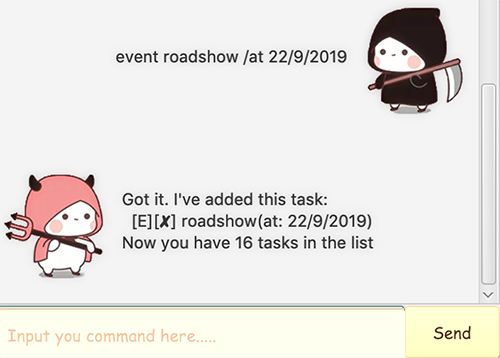 event roadshow /at 22/9/2019
Got it. I've added this task:
[E][✘] roadshow(at: 22/9/2019)
Now you have 16 tasks in the list
Input you command here.....
Send